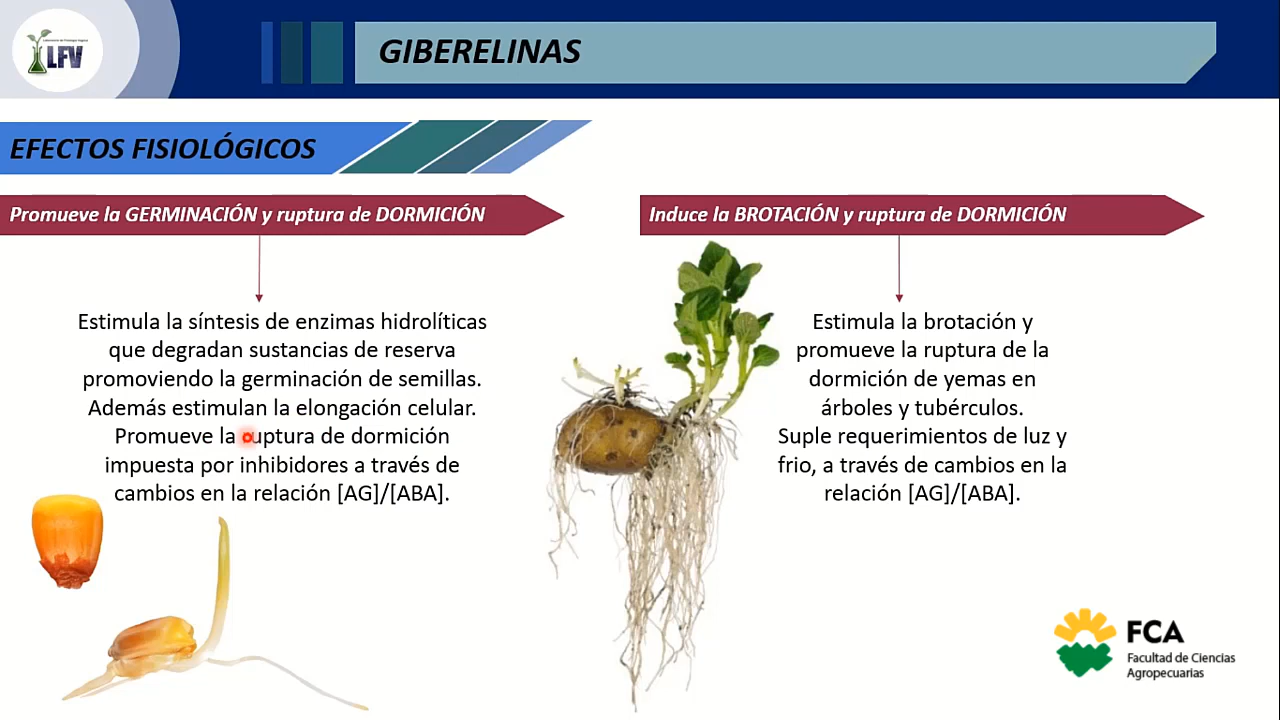 LFV
GIBERELINAS
EFECTOS FISIOLÓGICOS
Promueve la GERMINACIÓN y ruptura de DORMICIÓN
Estimula la síntesis de enzimas hidrolíticas
que degradan sustancias de reserva
promoviendo la germinación de semillas.
Además estimulan la elongación celular.
Promueve la ruptura de dormición
impuesta por inhibidores a través de
cambios en la relación [AG]/[ABA].
Induce la BROTACIÓN y ruptura de DORMICIÓN
Estimula la brotación y
promueve la ruptura de la
dormición de yemas en
árboles y tubérculos.
Suple requerimientos de luz y
frio, a través de cambios en la
relación [AG]/[ABA].
FCA
Facultad de Ciencias
Agropecuarias